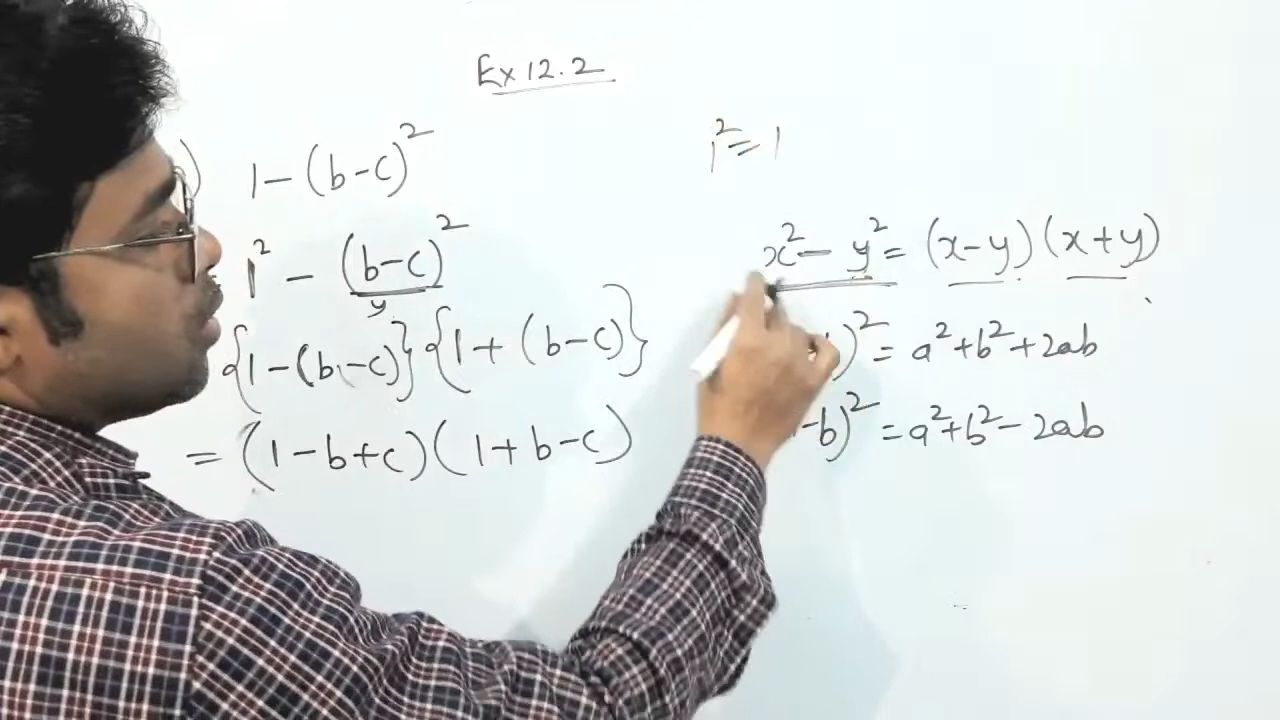 Ex 12.2
) 1-(b-c)²
1² - (b-c)²
y
{1-(b-c)}{1+(b-c)}
= (1-b+c)(1+b-c)
1² = 1
x² - y² = (x-y)(x+y)
)² = a²+b²+2ab
-b)² = a²+b²-2ab